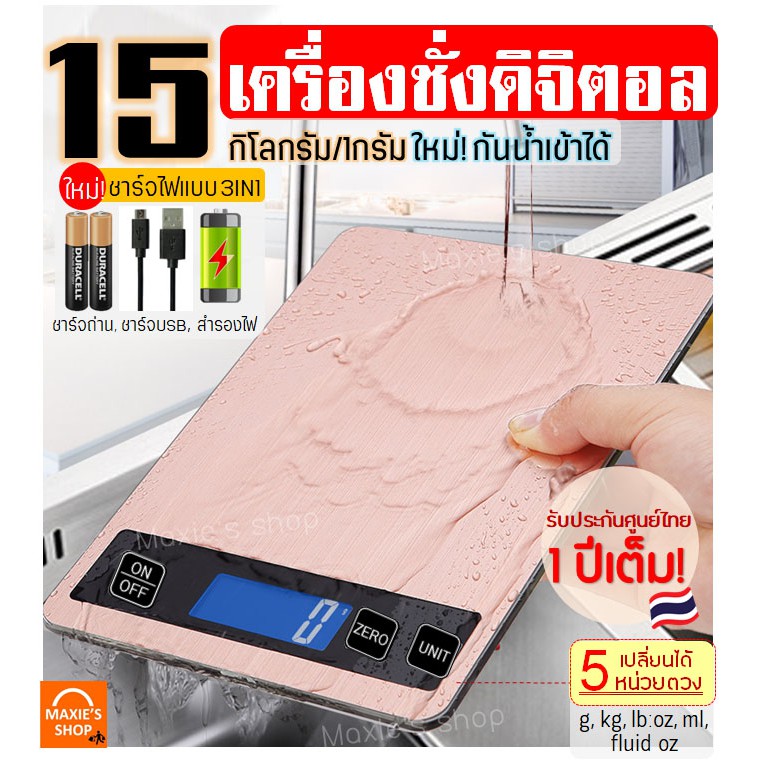 15 เครื่องชั่งดิจิตอล
กิโลกรัม/1กรัม ใหม่! กันน้ำเข้าได้
ใหม่! ชาร์จไฟแบบ 3IN1
DURACELL
DURACELL
ชาร์จถ่าน, ชาร์จUSB, สำรองไฟ
Maxie's shop
Maxie's shop
รับประกันศูนย์ไทย
1 ปีเต็ม!
ON
OFF
0
g
ZERO
UNIT
5 เปลี่ยนได้
หน่วยตวง
g, kg, lb:oz, ml,
fluid oz
MAXIE'S
SHOP
Maxie's shop